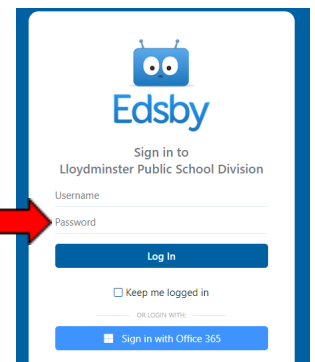 Edsby
Sign in to
Lloydminster Public School Division
Username
Password
Log In
Keep me logged in
OR LOGIN WITH:
Sign in with Office 365